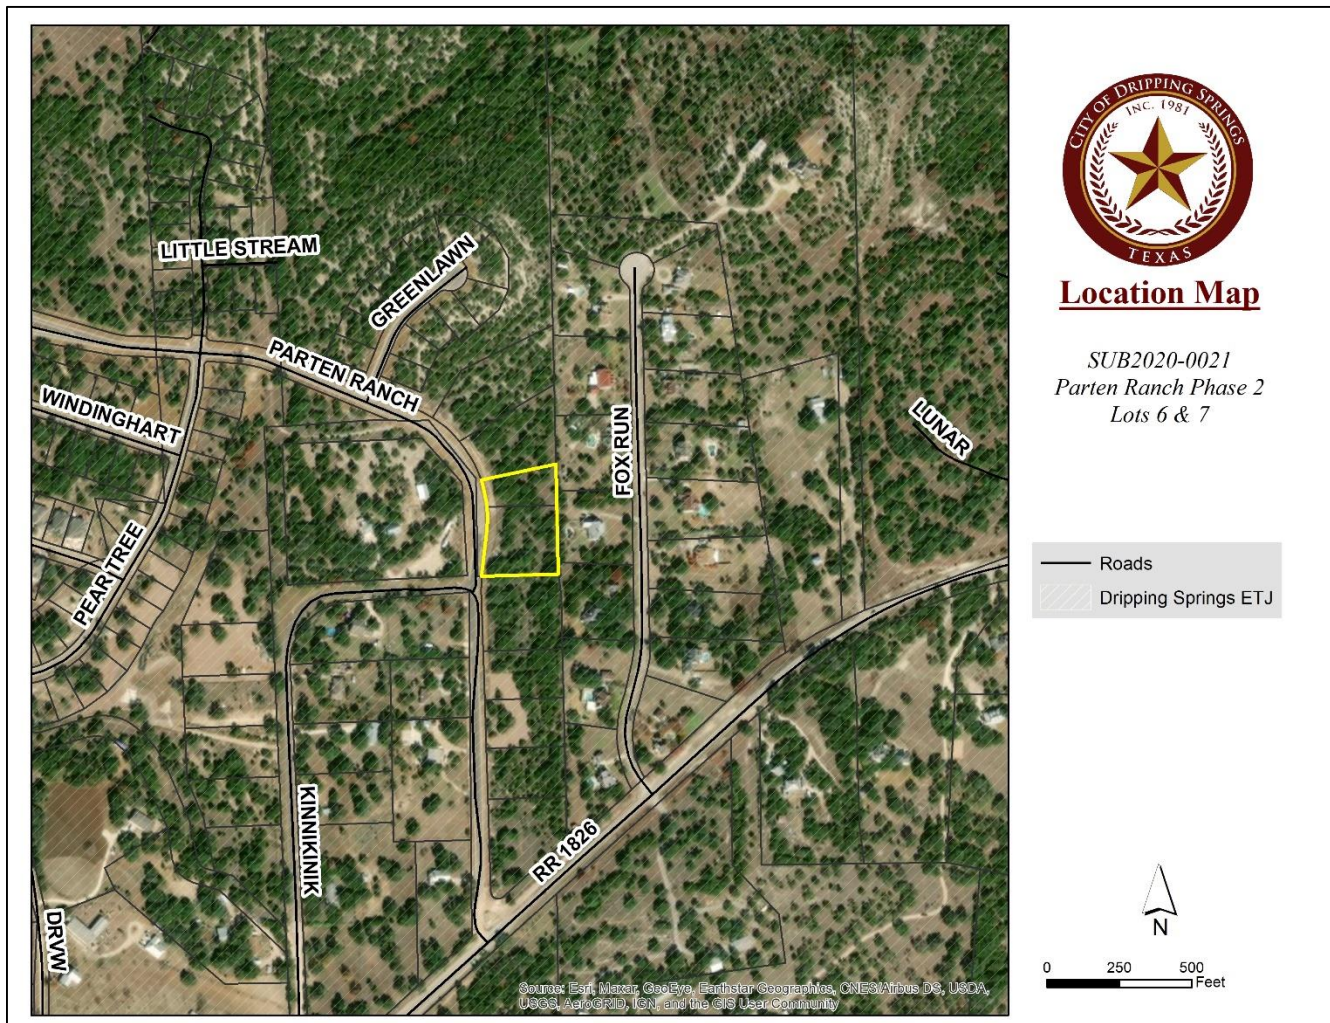 CITY OF DRIPPING SPRINGS
INC. 1981
TEXAS
Location Map
SUB2020-0021
Parten Ranch Phase 2
Lots 6 & 7
LITTLE STREAM
GREENLAWN
PARTEN RANCH
WINDINGHART
FOX RUN
LUNAR
PEAR TREE
Roads
Dripping Springs ETJ
KINNIKINIK
RR 1826
DRVW
N
0 250 500
Feet
Source: Esri, Maxar, GeoEye, Earthstar Geographics, CNES/Airbus DS, USDA,
USGS, AeroGRID, IGN, and the GIS User Community